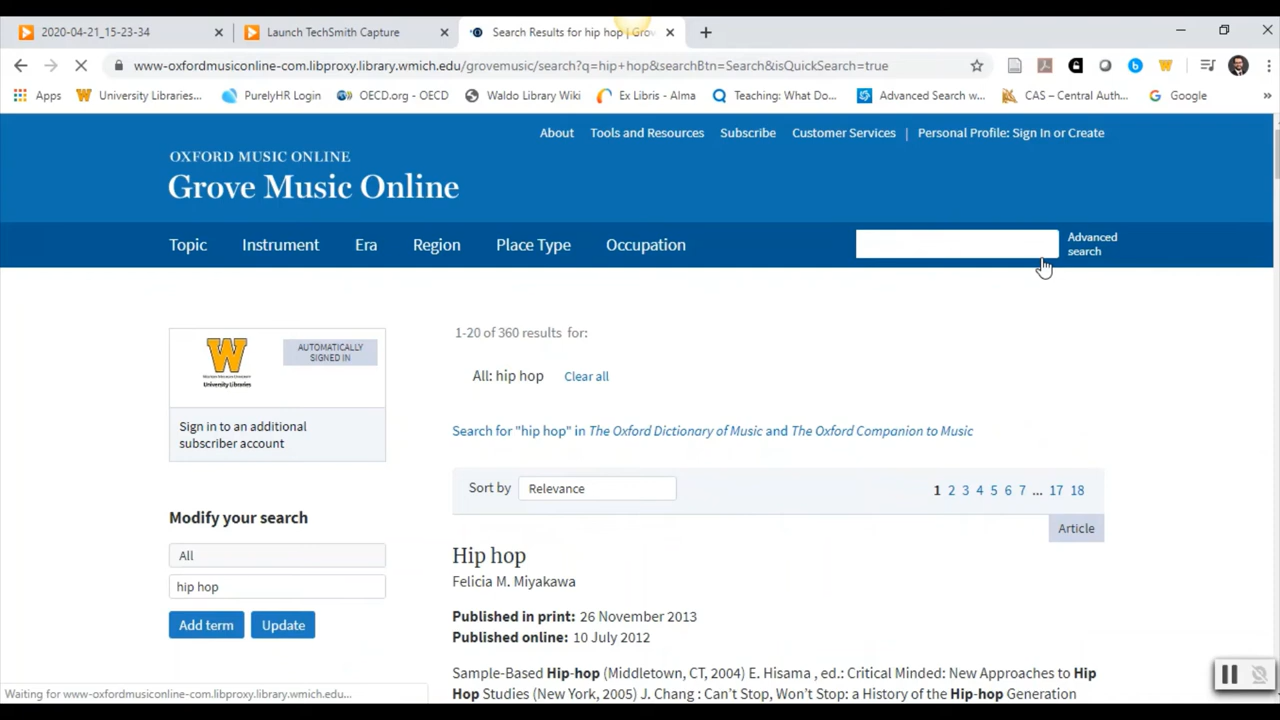 2020-04-21_15-23-34
Launch TechSmith Capture
Search Results for hip hop | Grov
www-oxfordmusiconline-com.libproxy.library.wmich.edu/grovemusic/search?q=hip+hop&searchBtn=Search&isQuickSearch=true
Apps University Libraries... PurelyHR Login OECD.org - OECD Waldo Library Wiki Ex Libris - Alma Teaching: What Do... Advanced Search w... CAS – Central Auth... Google »
About Tools and Resources Subscribe Customer Services | Personal Profile: Sign In or Create
OXFORD MUSIC ONLINE
Grove Music Online
Topic Instrument Era Region Place Type Occupation
Advanced
search
W
WESTERN MICHIGAN UNIVERSITY
University Libraries
AUTOMATICALLY
SIGNED IN
Sign in to an additional
subscriber account
Modify your search
All
hip hop
Add term Update
1-20 of 360 results for:
All: hip hop Clear all
Search for "hip hop" in The Oxford Dictionary of Music and The Oxford Companion to Music
Sort by Relevance
1 2 3 4 5 6 7 ... 17 18
Article
Hip hop
Felicia M. Miyakawa
Published in print: 26 November 2013
Published online: 10 July 2012
Sample-Based Hip-hop (Middletown, CT, 2004) E. Hisama , ed.: Critical Minded: New Approaches to Hip
Hop Studies (New York, 2005) J. Chang : Can't Stop, Won't Stop: a History of the Hip-hop Generation
Waiting for www-oxfordmusiconline-com.libproxy.library.wmich.edu...